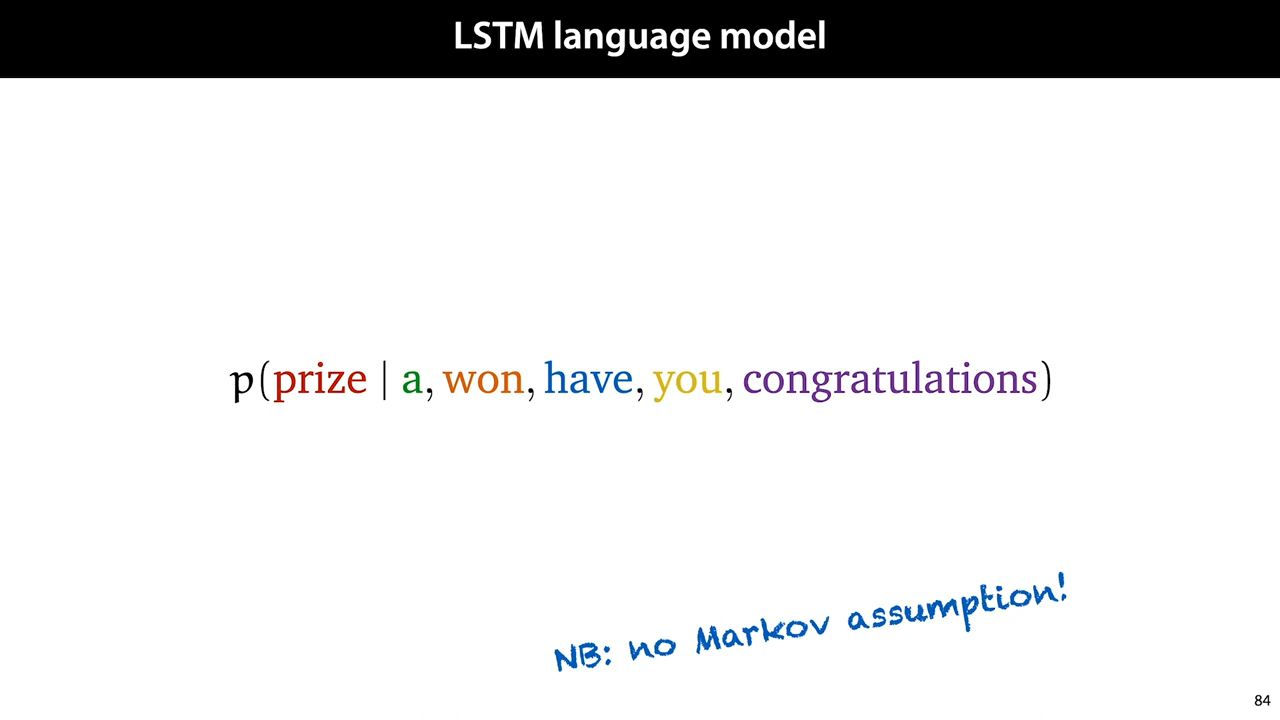 LSTM language model
p(prize | a, won, have, you, congratulations)
NB: no Markov assumption!
84